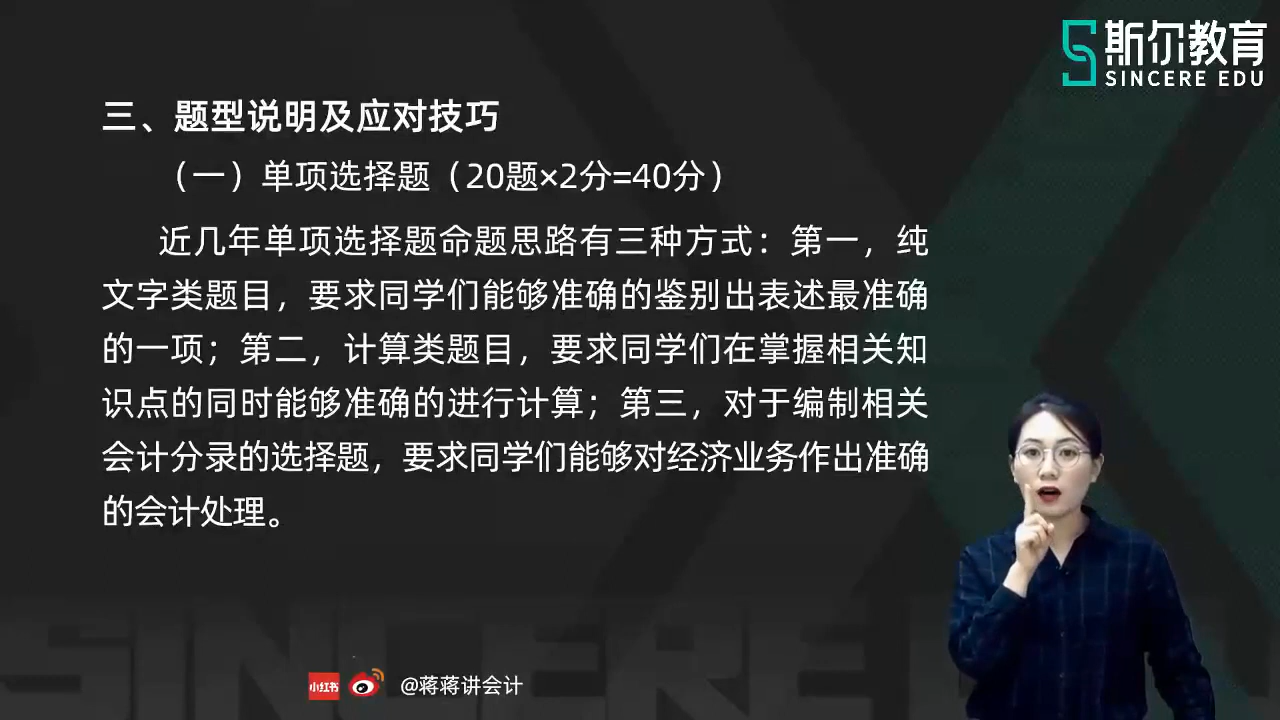 斯尔教育
SINCERE EDU
三、题型说明及应对技巧
（一）单项选择题（20题×2分=40分）
近几年单项选择题命题思路有三种方式：第一，纯
文字类题目，要求同学们能够准确的鉴别出表述最准确
的一项；第二，计算类题目，要求同学们在掌握相关知
识点的同时能够准确的进行计算；第三，对于编制相关
会计分录的选择题，要求同学们能够对经济业务作出准确
的会计处理。
SINCERE EDU
小红书 @蒋蒋讲会计